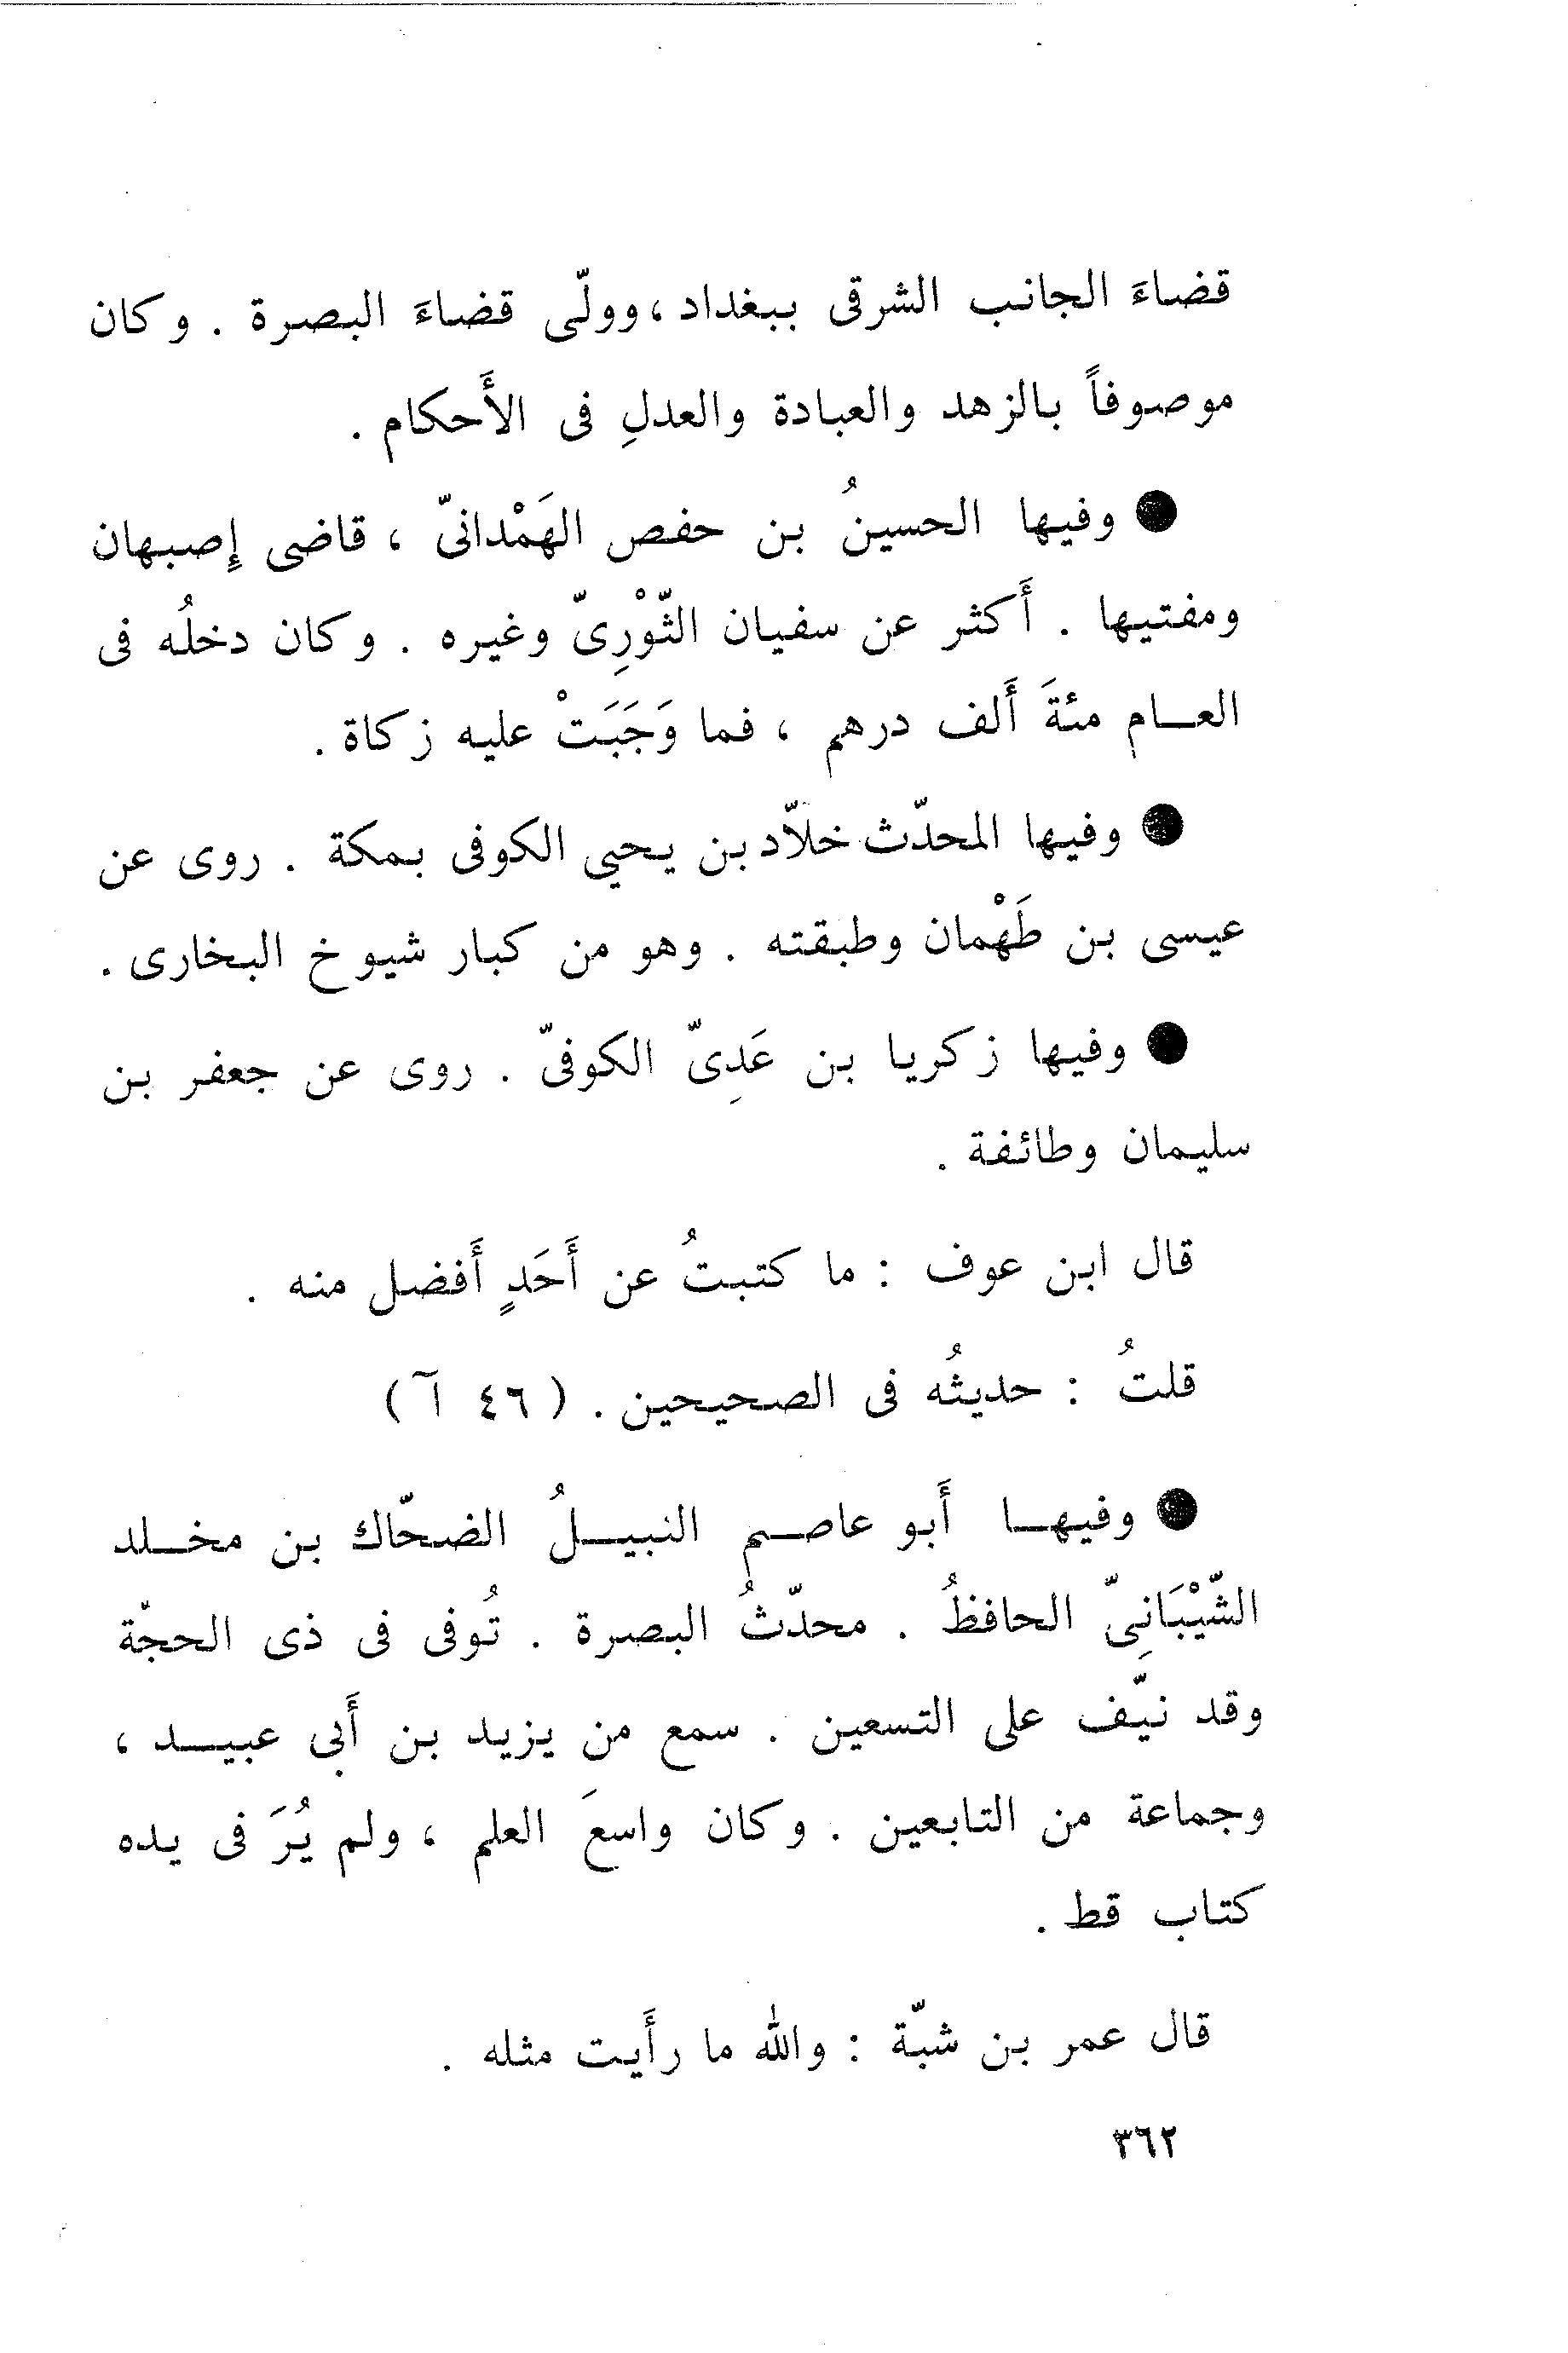 قضاءَ الجانب الشرقى ببغداد ، وولّى قضاءَ البصرة . وكان
موصوفاً بالزهد والعبادة والعدلِ فى الأَحكام .
● وفيها الحسينُ بن حفص الهَمْدانىّ ، قاضى إِصبهان
ومفتيها . أَكثر عن سفيان الثّوْرِىّ وغيره . وكان دخلُه فى
العـام مئةَ أَلف درهم ، فما وَجَبَتْ عليه زكاة .
● وفيها المحدّث خلاّد بن يحيي الكوفى بمكة . روى عن
عيسى بن طَهْمان وطبقته . وهو من كبار شيوخ البخارى .
● وفيها زكريا بن عَدِىّ الكوفىّ . روى عن جعفر بن
سليمان وطائفة .
قال ابن عوف : ما كتبتُ عن أَحَدٍ أَفضل منه .
قلتُ : حديثُه فى الصحيحين . ( ٤٦ آ )
● وفيهـا أَبو عاصـم النبيـلُ الضحّاك بن مخـلد
الشّيْبَانِىّ الحافظُ . محدّثُ البصرة . تُوفى فى ذى الحجّة
وقد نيّف على التسعين . سمع من يزيد بن أَبى عبيـد ،
وجماعة من التابعين . وكان واسعَ العلم ، ولم يُرَ فى يده
كتاب قط .
قال عمر بن شبّة : والله ما رأَيت مثله .
٣٦٢